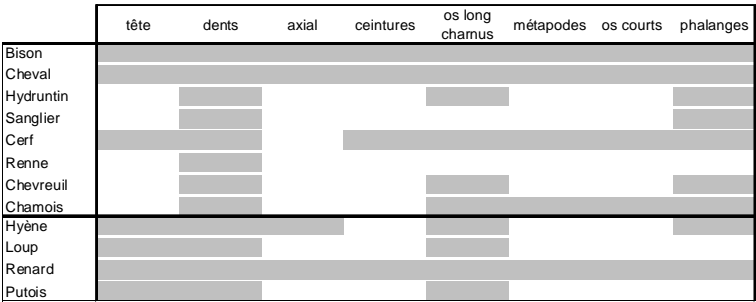 tête dents axial ceintures os long charnus métapodes os courts phalanges
Bison
Cheval
Hydruntin
Sanglier
Cerf
Renne
Chevreuil
Chamois
Hyène
Loup
Renard
Putois